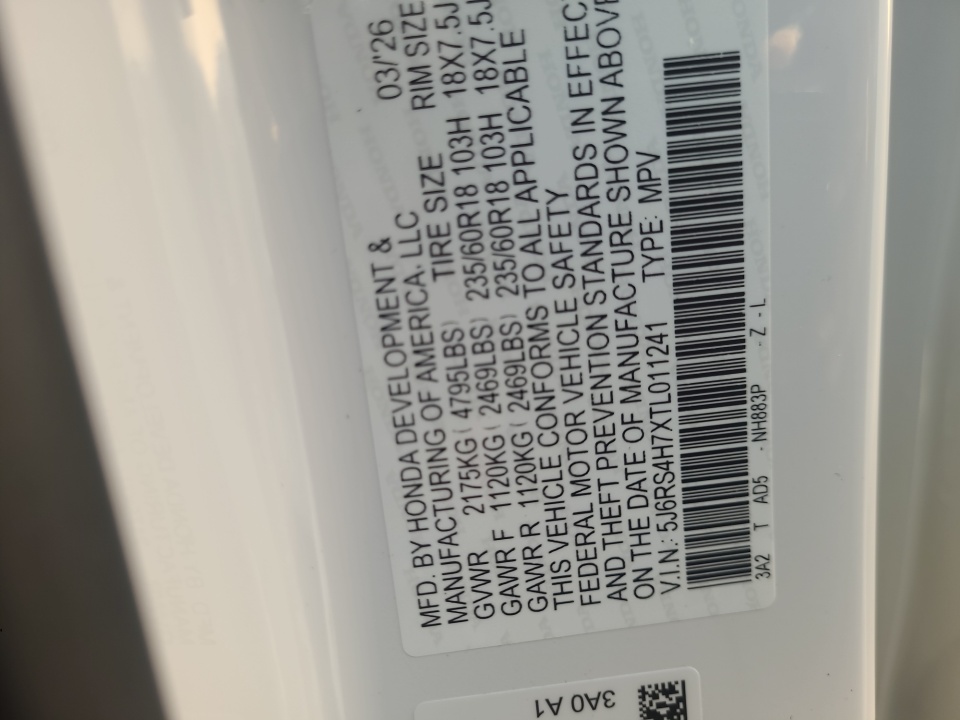 MFD. BY HONDA DEVELOPMENT & 03/'26
MANUFACTURING OF AMERICA, LLC
GVWR 2175KG ( 4795LBS) TIRE SIZE RIM SIZE
GAWR F 1120KG ( 2469LBS) 235/60R18 103H 18X7.5J
GAWR R 1120KG ( 2469LBS) 235/60R18 103H 18X7.5J
THIS VEHICLE CONFORMS TO ALL APPLICABLE
FEDERAL MOTOR VEHICLE SAFETY
AND THEFT PREVENTION STANDARDS IN EFFECT
ON THE DATE OF MANUFACTURE SHOWN ABOVE
V.I.N.: 5J6RS4H7XTL011241 TYPE: MPV
3A2 T AD5 - NH883P - Z - L
3A0 A1